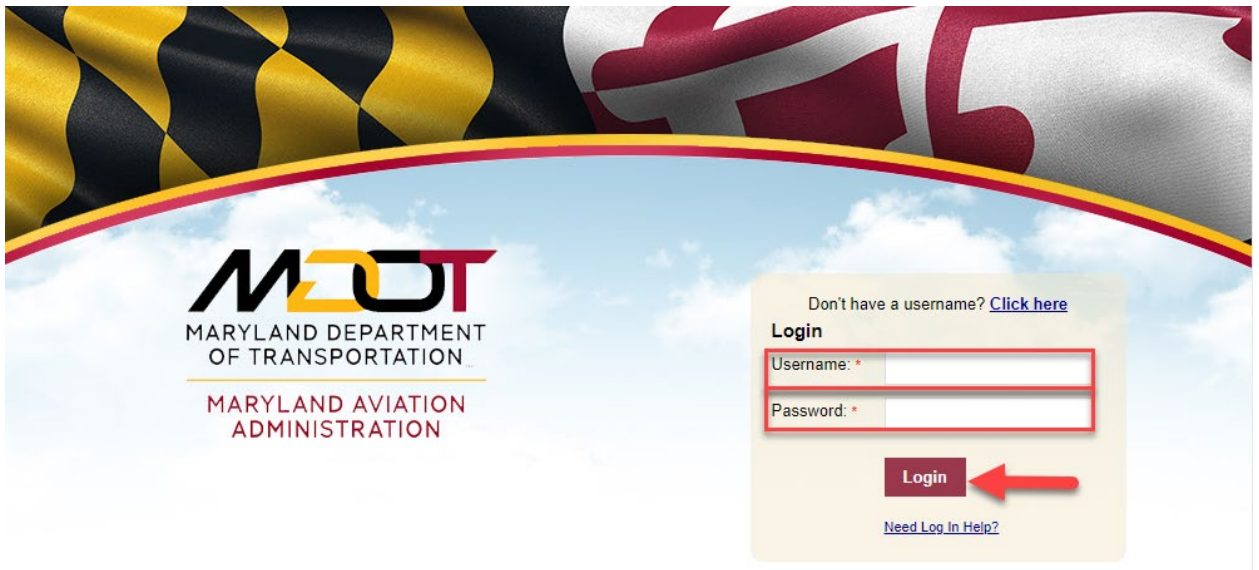 MDOT
MARYLAND DEPARTMENT
OF TRANSPORTATION
MARYLAND AVIATION
ADMINISTRATION
Don't have a username? Click here
Login
Username: *
Password: *
Login
Need Log In Help?